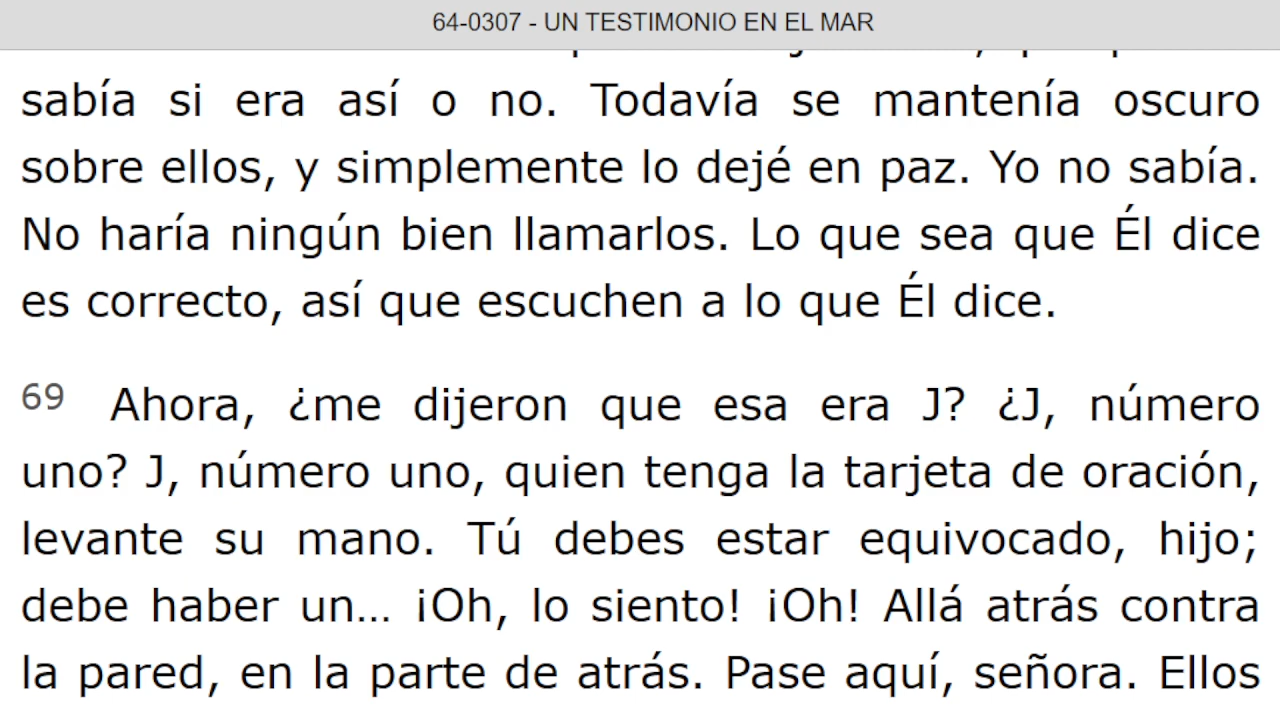 64-0307 - UN TESTIMONIO EN EL MAR
sabía si era así o no. Todavía se mantenía oscuro
sobre ellos, y simplemente lo dejé en paz. Yo no sabía.
No haría ningún bien llamarlos. Lo que sea que Él dice
es correcto, así que escuchen a lo que Él dice.
69 Ahora, ¿me dijeron que esa era J? ¿J, número
uno? J, número uno, quien tenga la tarjeta de oración,
levante su mano. Tú debes estar equivocado, hijo;
debe haber un... ¡Oh, lo siento! ¡Oh! Allá atrás contra
la pared, en la parte de atrás. Pase aquí, señora. Ellos